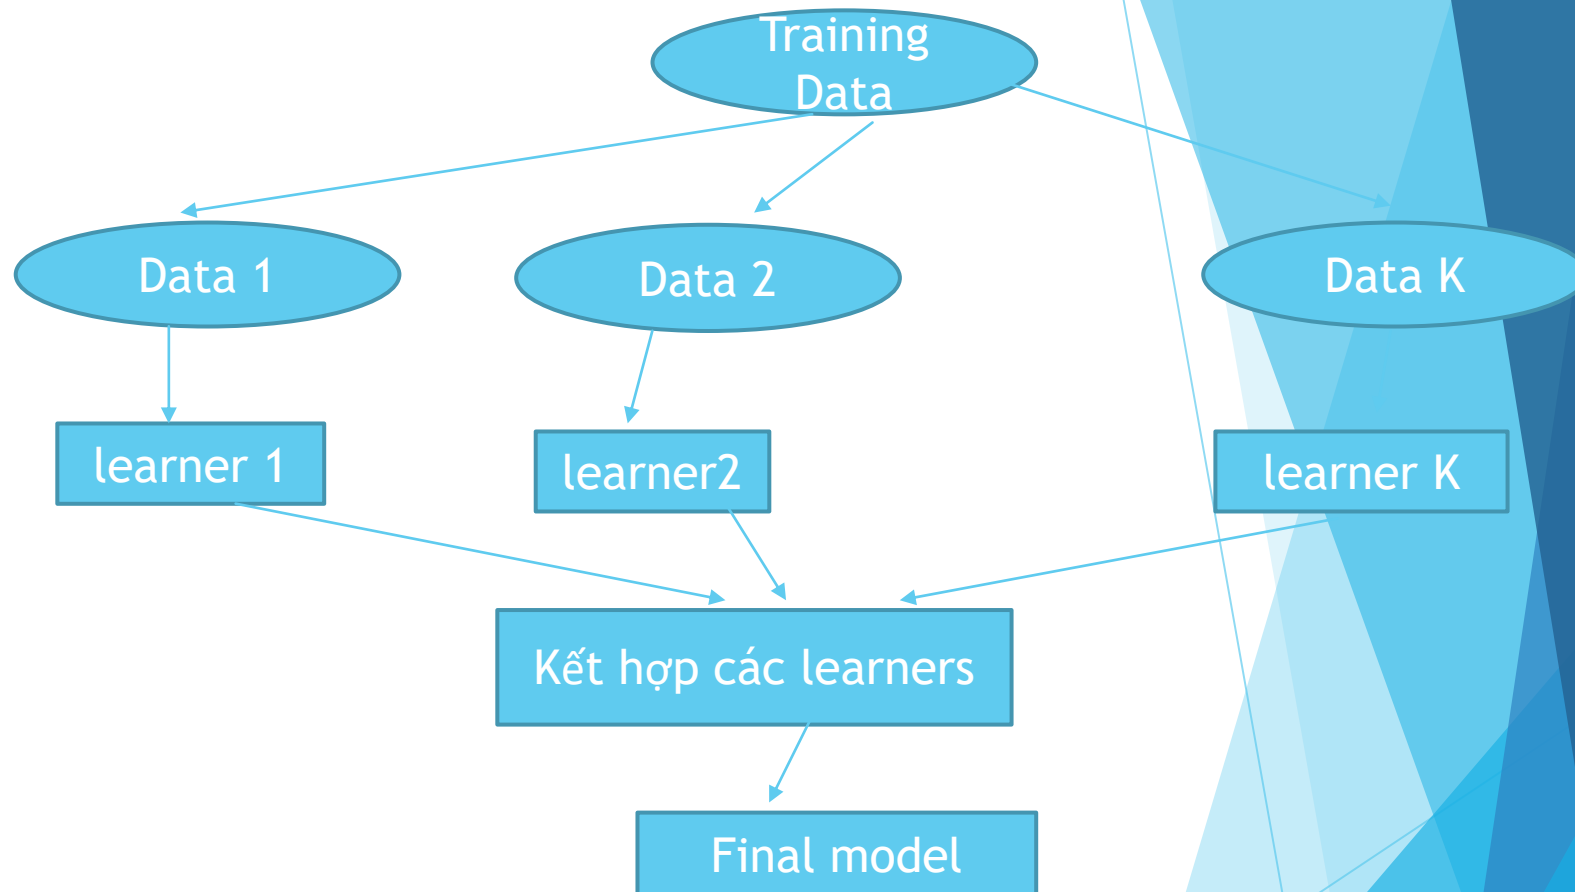 Training
Data
Data 1
Data 2
Data K
learner 1
learner2
learner K
Kết hợp các learners
Final model